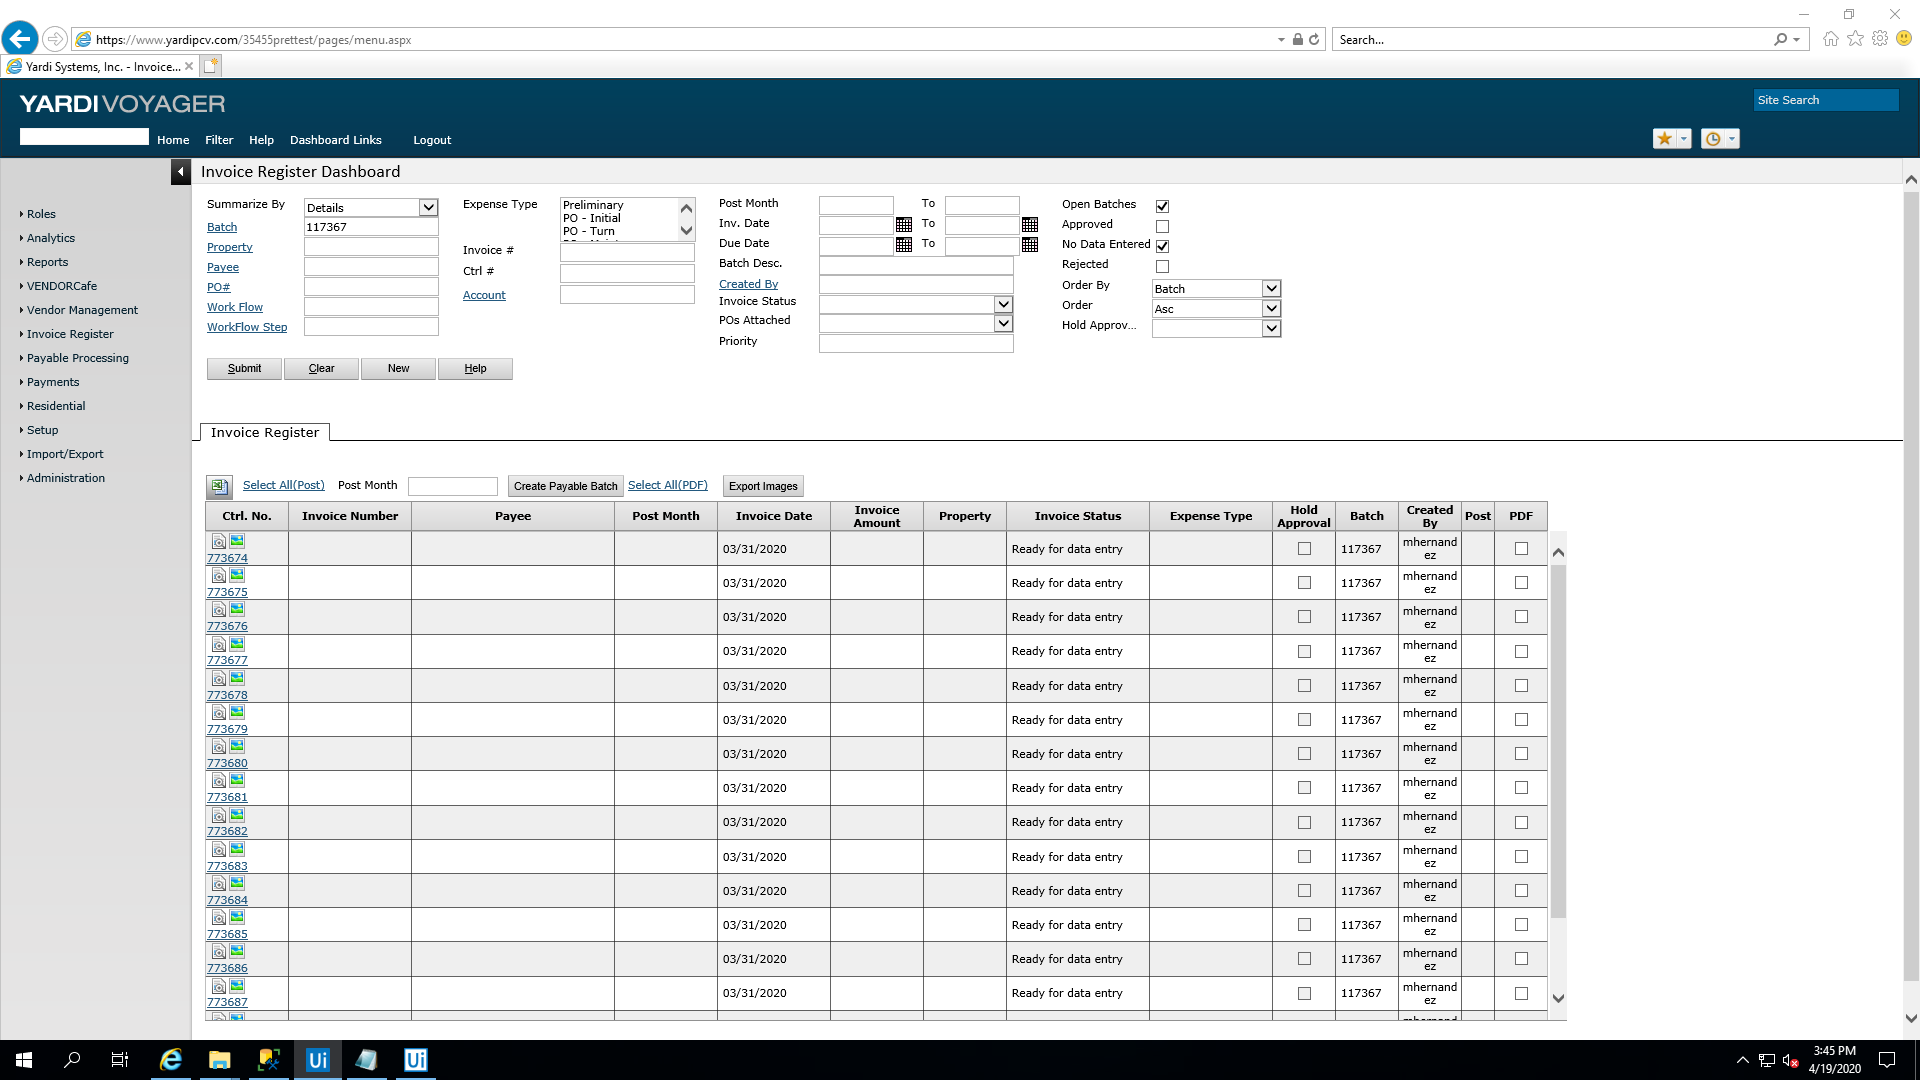 https://www.yardipcv.com/35455prettest/pages/menu.aspx
Search...
Yardi Systems, Inc. - Invoice...
YARDI VOYAGER
Site Search
Home Filter Help Dashboard Links Logout
Invoice Register Dashboard
Roles
Analytics
Reports
VENDORCafe
Vendor Management
Invoice Register
Payable Processing
Payments
Residential
Setup
Import/Export
Administration
Summarize By Details
Batch 117367
Property
Payee
PO#
Work Flow
WorkFlow Step
Expense Type
Preliminary
PO - Initial
PO - Turn
Invoice #
Ctrl #
Account
Post Month To
Inv. Date To
Due Date To
Batch Desc.
Created By
Invoice Status
POs Attached
Priority
Open Batches
Approved
No Data Entered
Rejected
Order By Batch
Order Asc
Hold Approv...
Submit Clear New Help
Invoice Register
Select All(Post) Post Month Create Payable Batch Select All(PDF) Export Images
Ctrl. No. Invoice Number Payee Post Month Invoice Date Invoice Amount Property Invoice Status Expense Type Hold Approval Batch Created By Post PDF
773674 03/31/2020 Ready for data entry 117367 mhernandez
773675 03/31/2020 Ready for data entry 117367 mhernandez
773676 03/31/2020 Ready for data entry 117367 mhernandez
773677 03/31/2020 Ready for data entry 117367 mhernandez
773678 03/31/2020 Ready for data entry 117367 mhernandez
773679 03/31/2020 Ready for data entry 117367 mhernandez
773680 03/31/2020 Ready for data entry 117367 mhernandez
773681 03/31/2020 Ready for data entry 117367 mhernandez
773682 03/31/2020 Ready for data entry 117367 mhernandez
773683 03/31/2020 Ready for data entry 117367 mhernandez
773684 03/31/2020 Ready for data entry 117367 mhernandez
773685 03/31/2020 Ready for data entry 117367 mhernandez
773686 03/31/2020 Ready for data entry 117367 mhernandez
773687 03/31/2020 Ready for data entry 117367 mhernandez
Ui
Ui
3:45 PM
4/19/2020